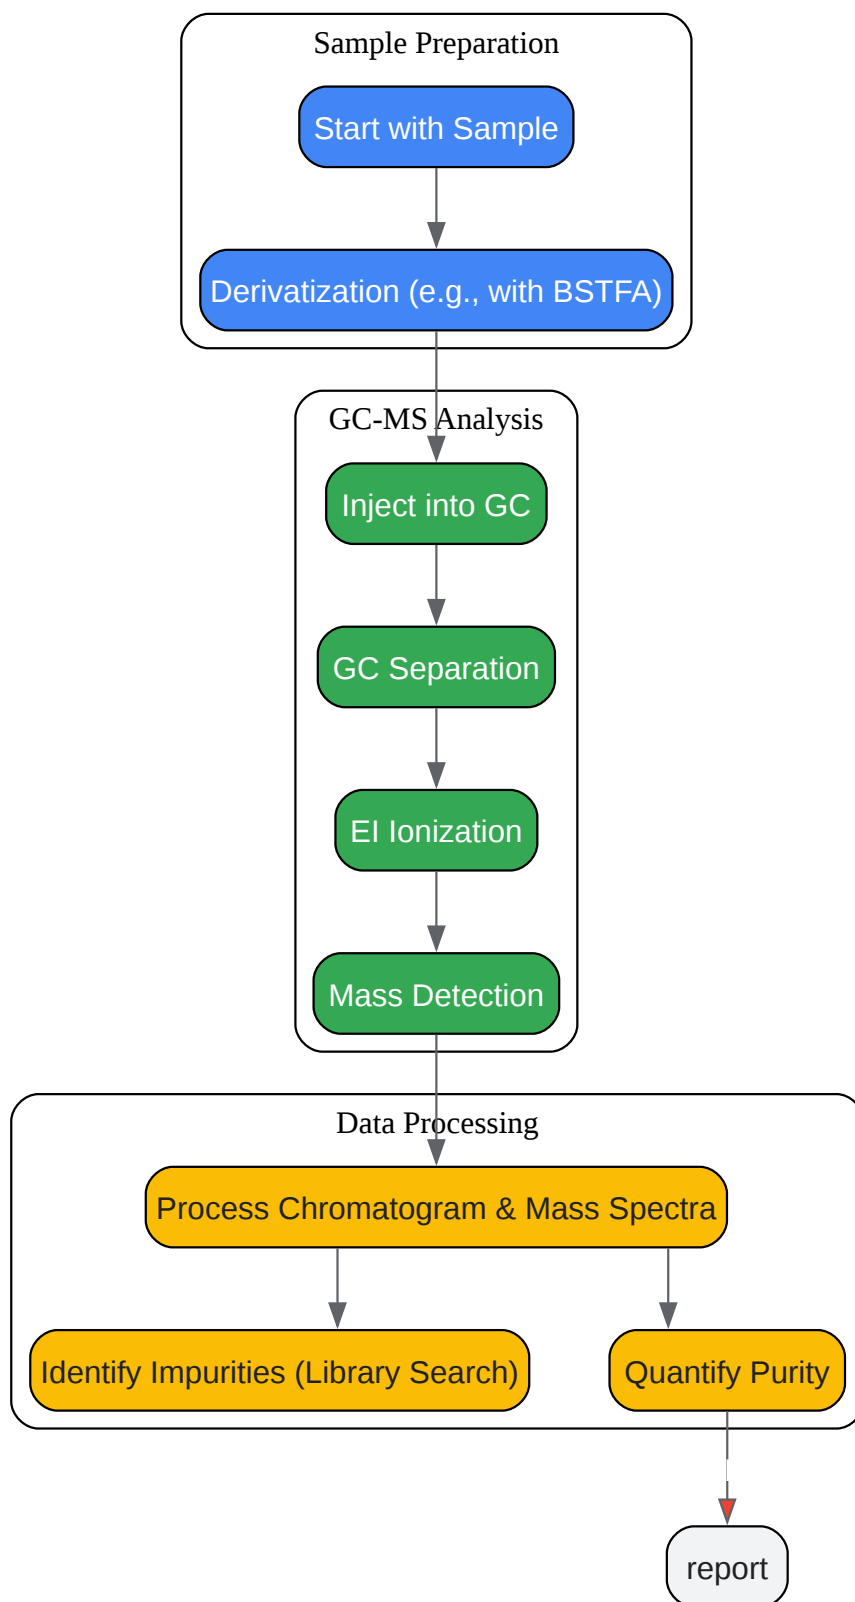 Sample Preparation
Start with Sample
Derivatization (e.g., with BSTFA)
GC-MS Analysis
Inject into GC
GC Separation
EI Ionization
Mass Detection
Data Processing
Process Chromatogram & Mass Spectra
Identify Impurities (Library Search)
Quantify Purity
report